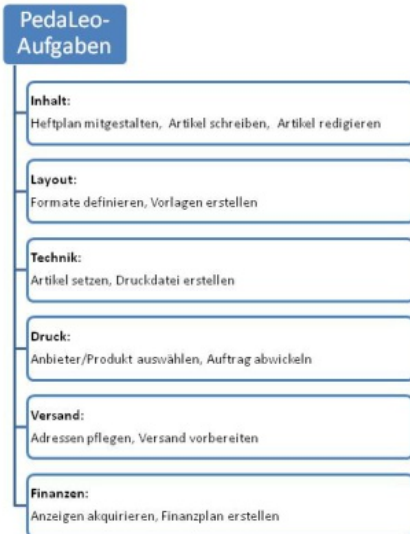 PedaLeo-
Aufgaben
Inhalt:
Heftplan mitgestalten, Artikel schreiben, Artikel redigieren
Layout:
Formate definieren, Vorlagen erstellen
Technik:
Artikel setzen, Druckdatei erstellen
Druck:
Anbieter/Produkt auswählen, Auftrag abwickeln
Versand:
Adressen pflegen, Versand vorbereiten
Finanzen:
Anzeigen akquirieren, Finanzplan erstellen